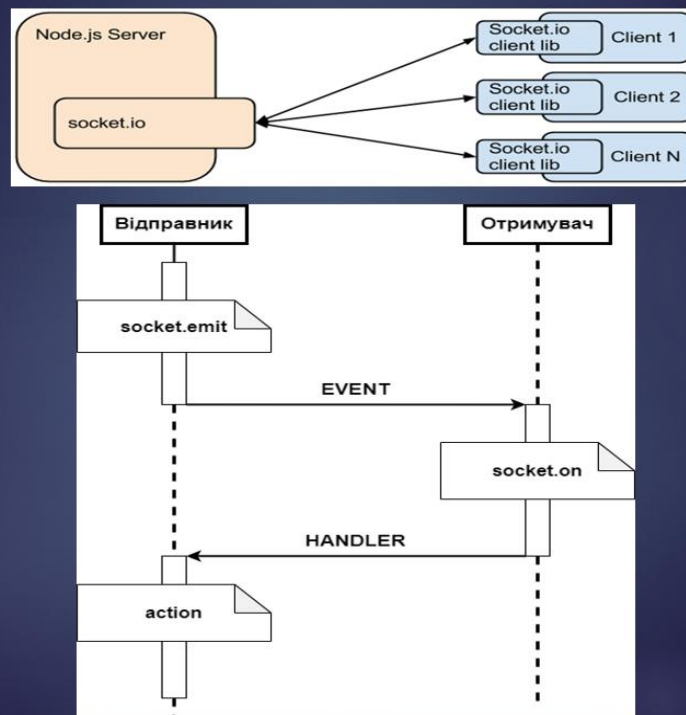 Node.js Server
socket.io
Socket.io
client lib
Client 1
Socket.io
client lib
Client 2
Socket.io
client lib
Client N
Відправник
Отримувач
socket.emit
EVENT
socket.on
HANDLER
action